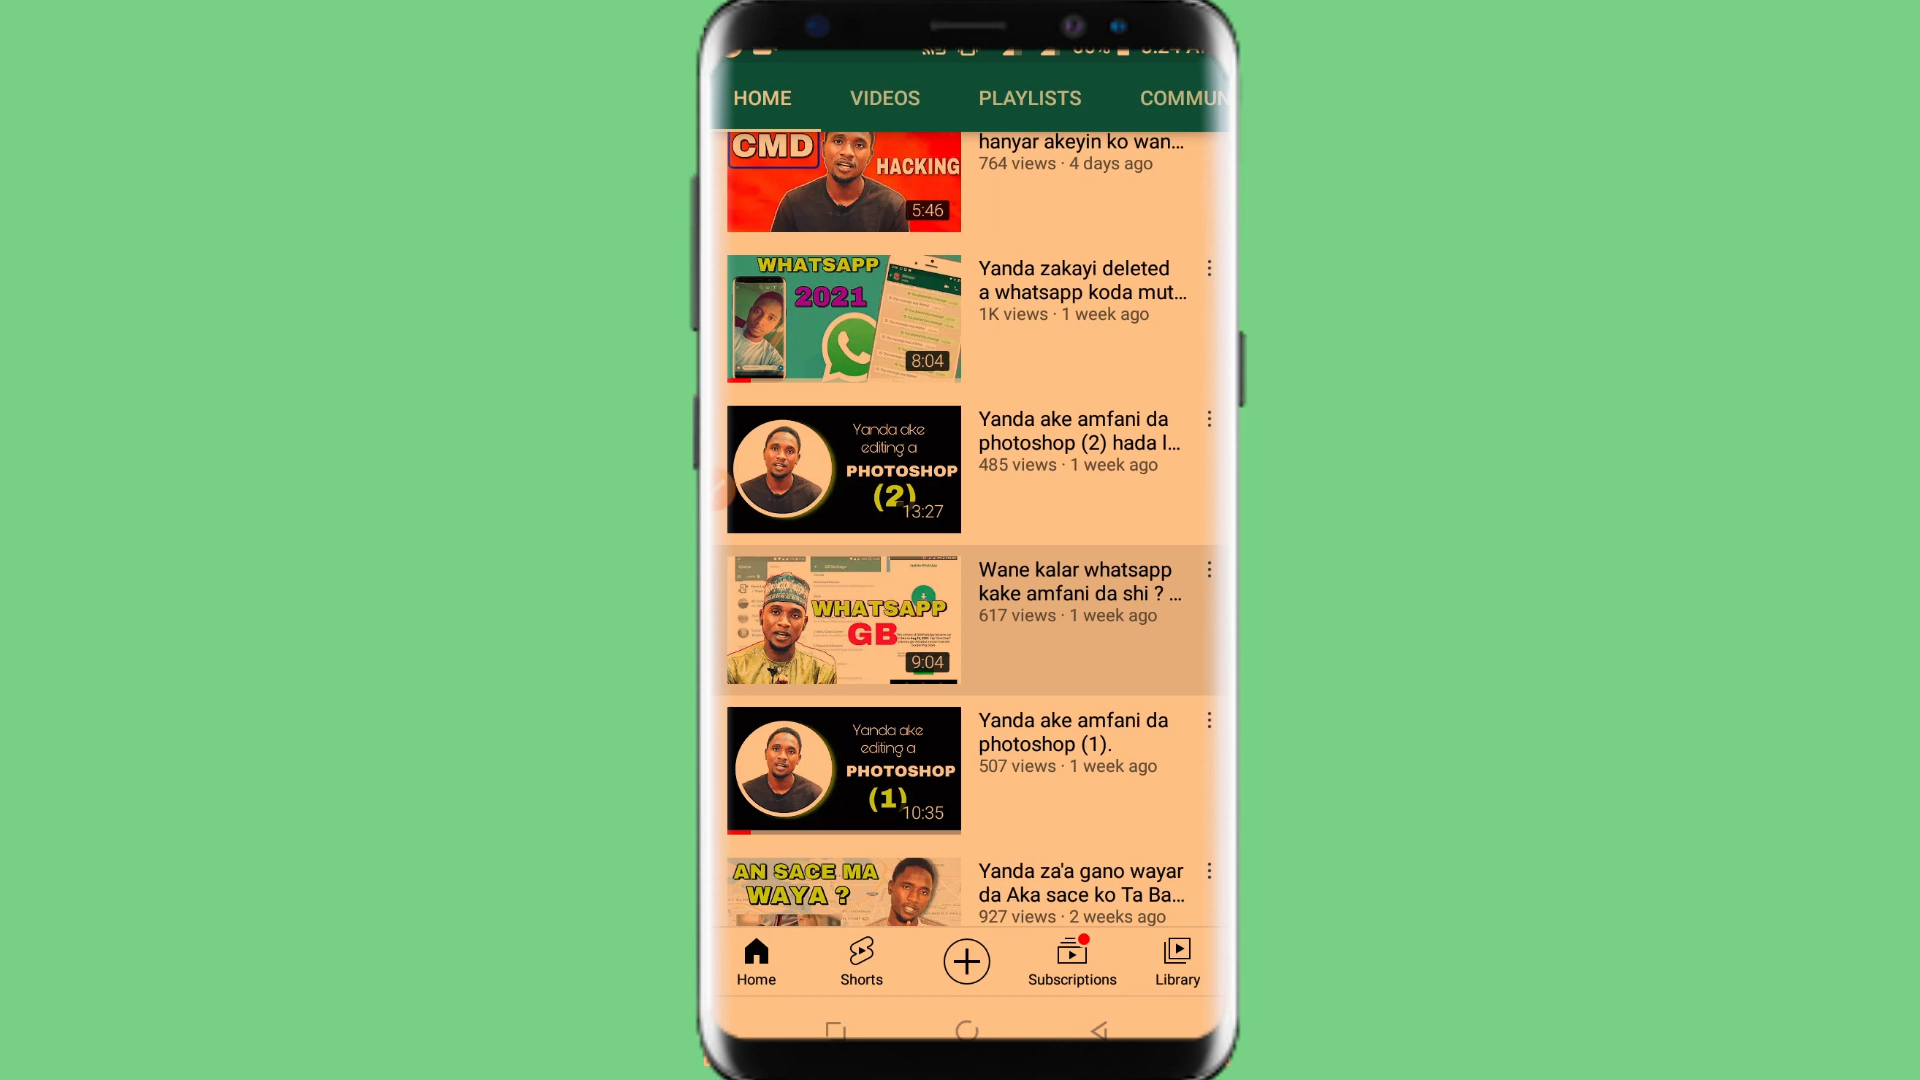 HOME VIDEOS PLAYLISTS COMMUN
CMD
HACKING
5:46
hanyar akeyin ko wan...
764 views · 4 days ago
WHATSAPP
2021
8:04
Yanda zakayi deleted
a whatsapp koda mut...
1K views · 1 week ago
Yanda ake
editing a
PHOTOSHOP
(2)
13:27
Yanda ake amfani da
photoshop (2) hada l...
485 views · 1 week ago
WHATSAPP
GB
9:04
Wane kalar whatsapp
kake amfani da shi ? ...
617 views · 1 week ago
Yanda ake
editing a
PHOTOSHOP
(1)
10:35
Yanda ake amfani da
photoshop (1).
507 views · 1 week ago
AN SACE MA
WAYA ?
Yanda za'a gano wayar
da Aka sace ko Ta Ba...
927 views · 2 weeks ago
Home Shorts Subscriptions Library